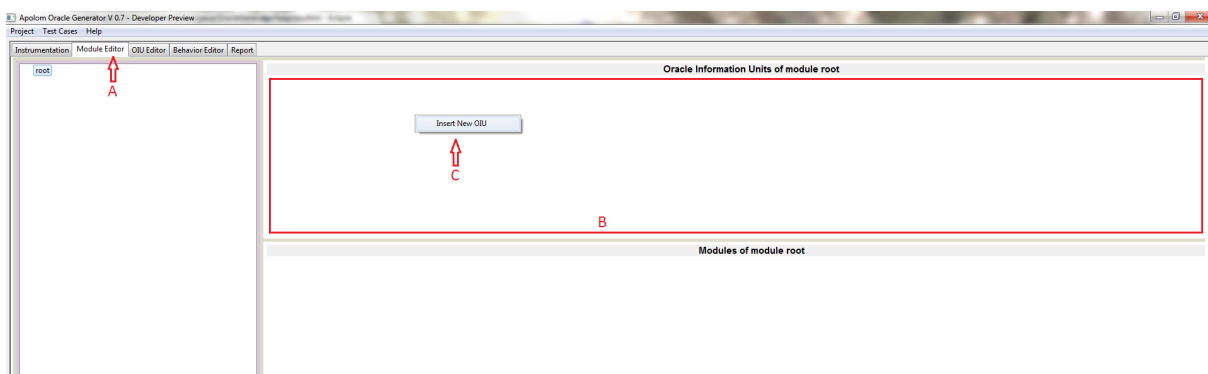 Apolom Oracle Generator V 0.7 - Developer Preview
Project Test Cases Help
Instrumentation Module Editor OIU Editor Behavior Editor Report
root
A
Oracle Information Units of module root
Insert New OIU
C
B
Modules of module root